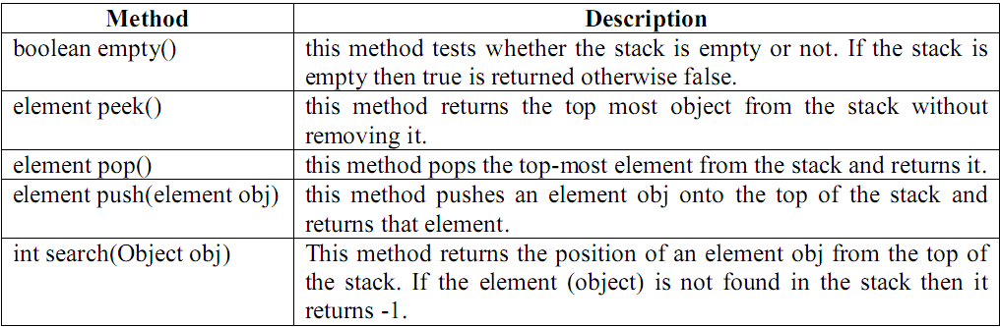 Method Description
boolean empty() this method tests whether the stack is empty or not. If the stack is
empty then true is returned otherwise false.
element peek() this method returns the top most object from the stack without
removing it.
element pop() this method pops the top-most element from the stack and returns it.
element push(element obj) this method pushes an element obj onto the top of the stack and
returns that element.
int search(Object obj) This method returns the position of an element obj from the top of
the stack. If the element (object) is not found in the stack then it
returns -1.